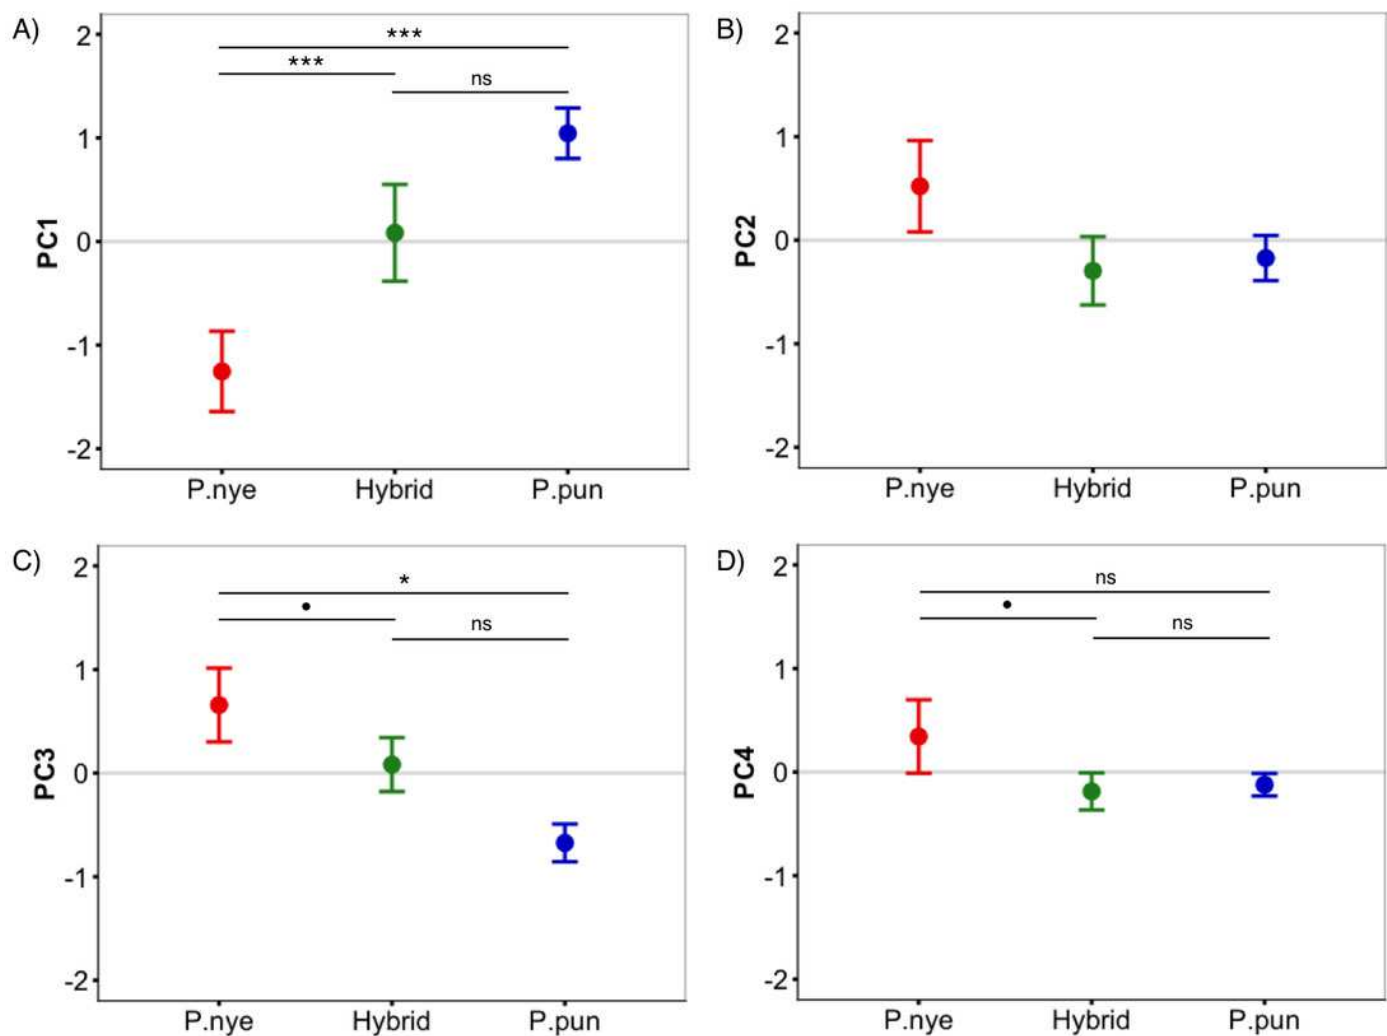 A)
***
***
ns
PC1
2
1
0
-1
-2
P.nye Hybrid P.pun
B)
PC2
2
1
0
-1
-2
P.nye Hybrid P.pun
C)
*
•
ns
PC3
2
1
0
-1
-2
P.nye Hybrid P.pun
D)
ns
•
ns
PC4
2
1
0
-1
-2
P.nye Hybrid P.pun